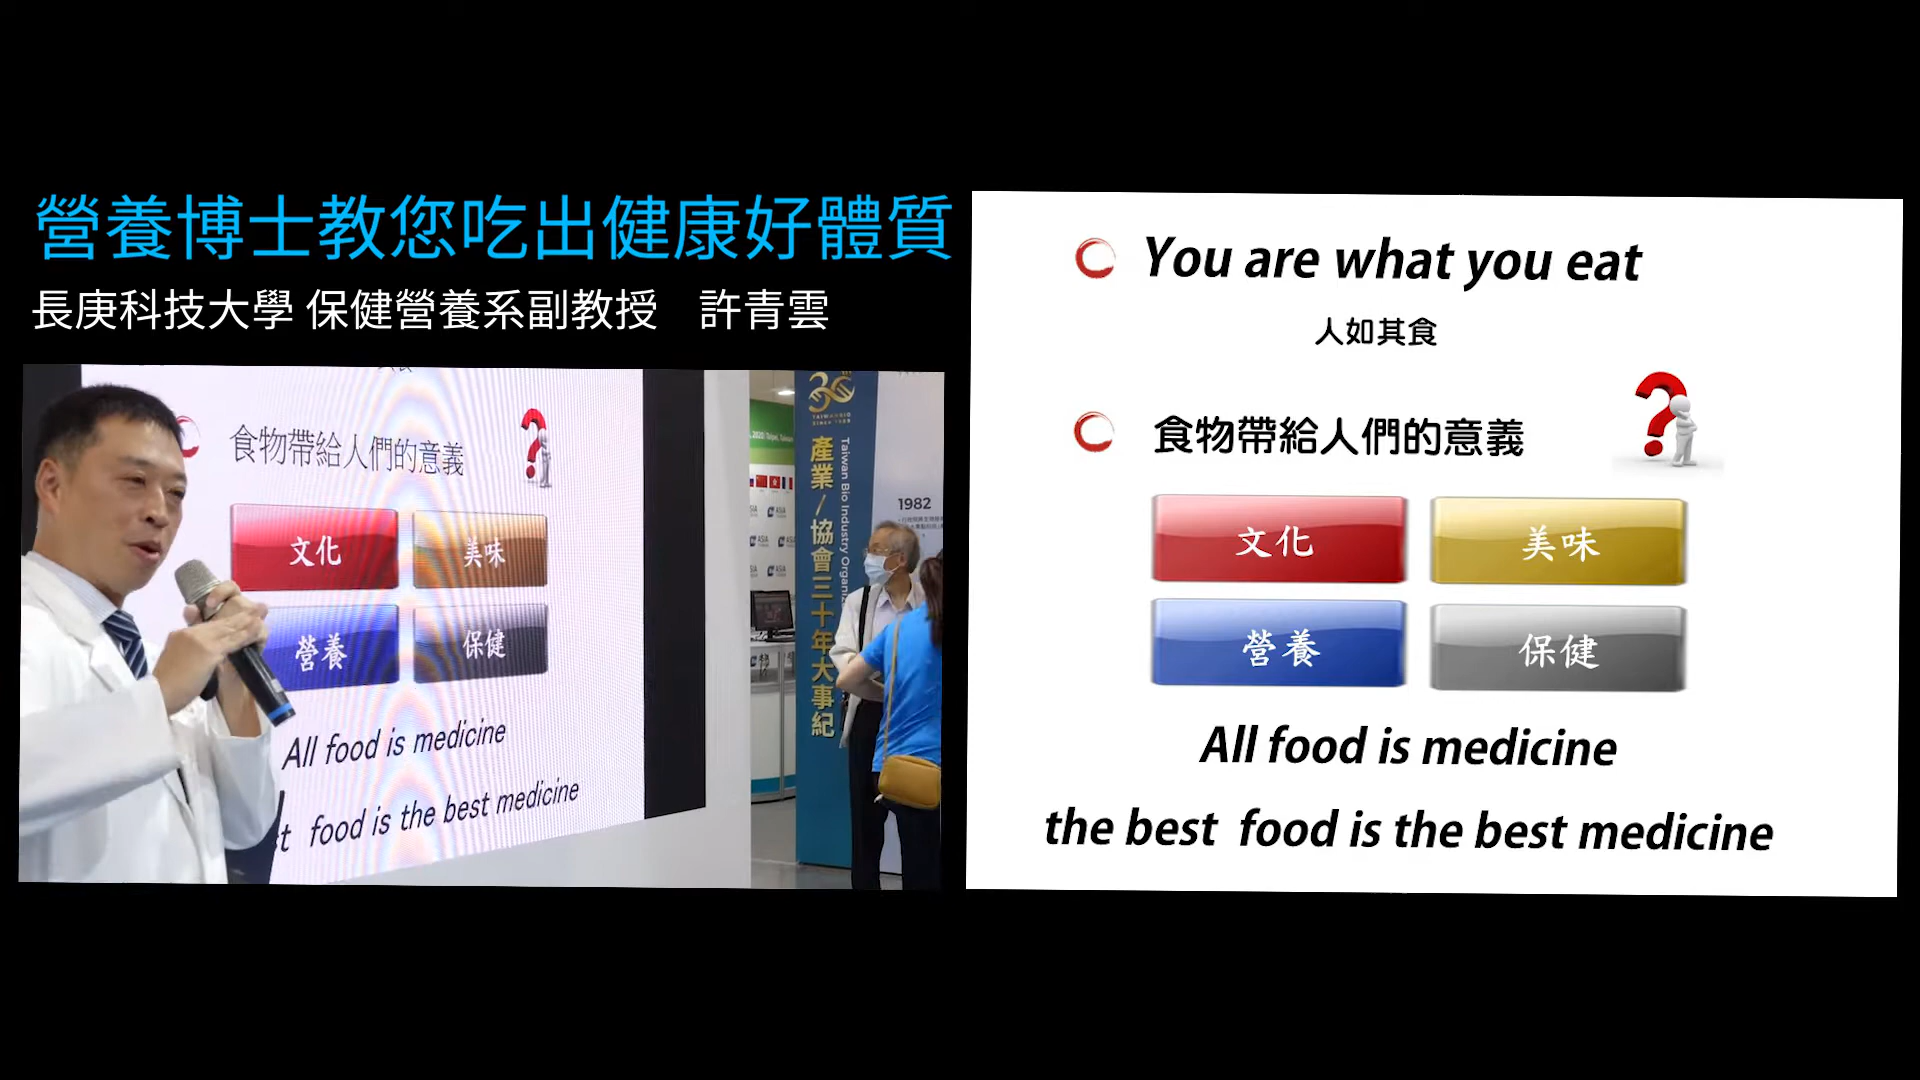 營養博士教您吃出健康好體質
長庚科技大學 保健營養系副教授 許青雲
食物帶給人們的意義
文化 美味
營養 保健
All food is medicine
food is the best medicine
產業/協會三十年大事紀
Taiwan Bio Industry
1982
You are what you eat
人如其食
食物帶給人們的意義
文化 美味
營養 保健
All food is medicine
the best food is the best medicine